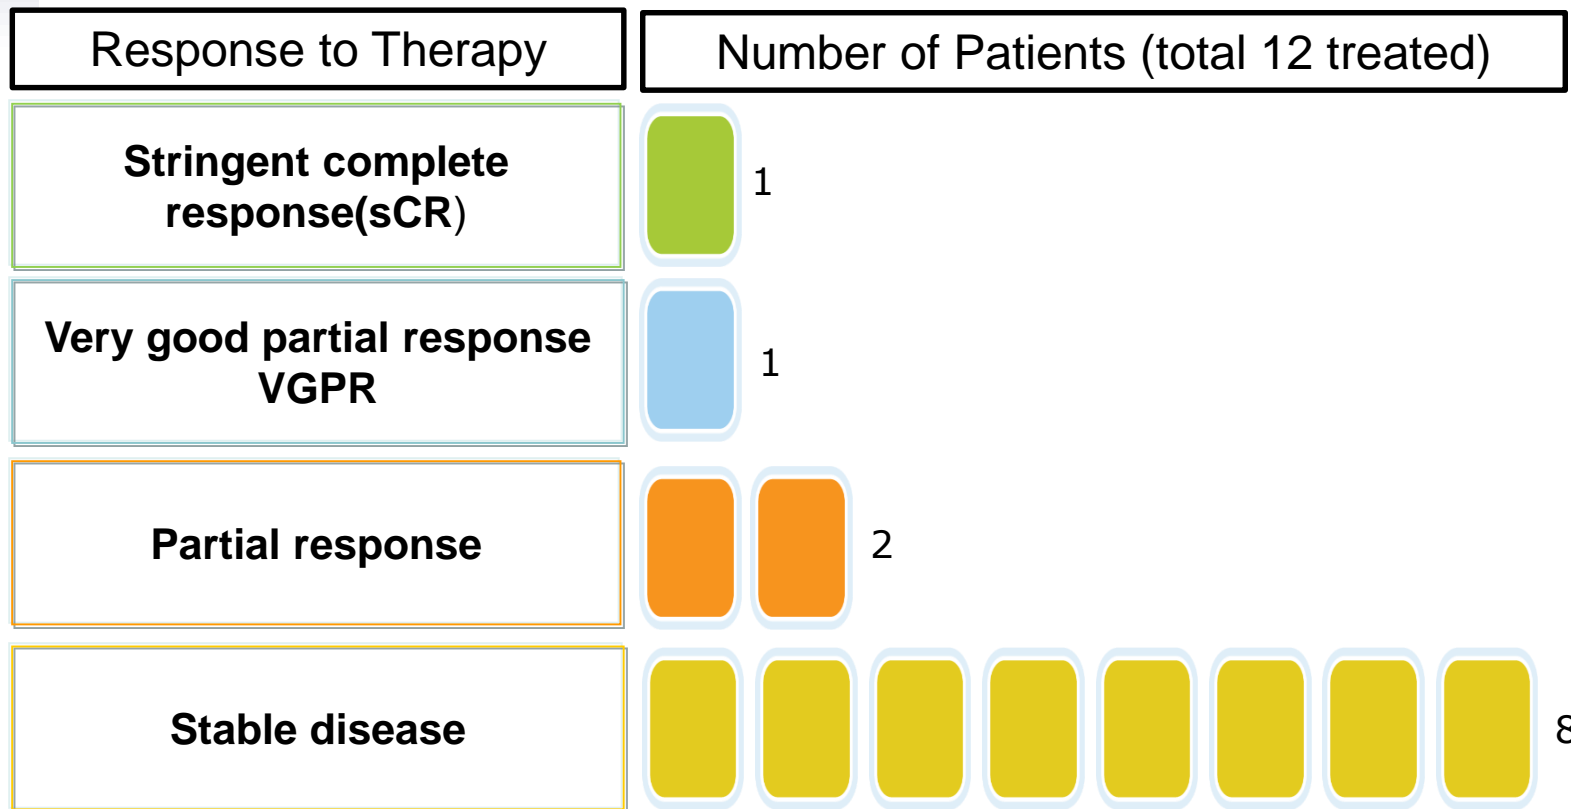 Response to Therapy
Number of Patients (total 12 treated)
Stringent complete
response(sCR)
1
Very good partial response
VGPR
1
Partial response
2
Stable disease
8